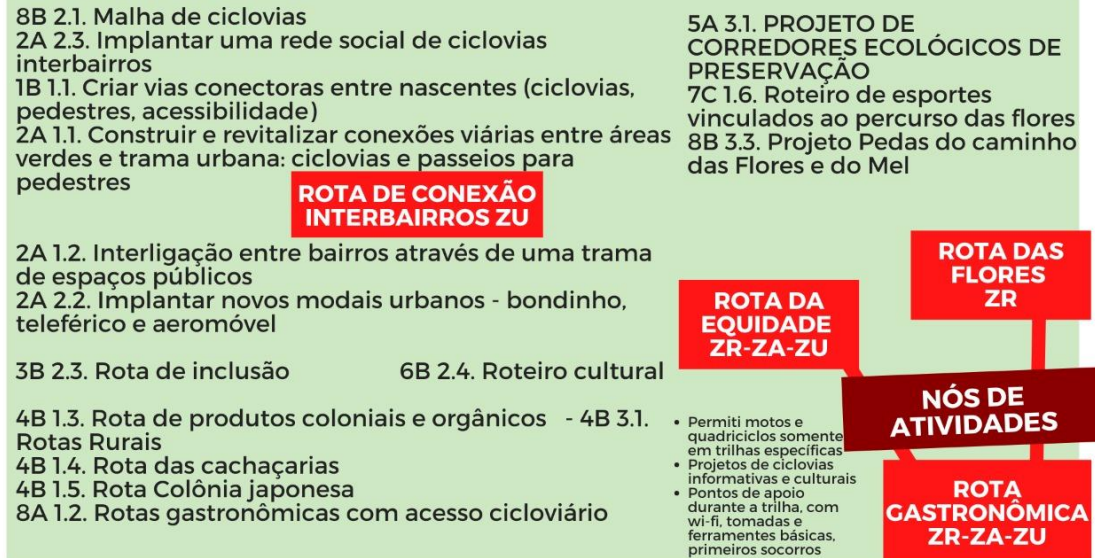 8B 2.1. Malha de ciclovias
2A 2.3. Implantar uma rede social de ciclovias
interbairros
1B 1.1. Criar vias conectoras entre nascentes (ciclovias,
pedestres, acessibilidade)
2A 1.1. Construir e revitalizar conexões viárias entre áreas
verdes e trama urbana: ciclovias e passeios para
pedestres
ROTA DE CONEXÃO
INTERBAIRROS ZU
2A 1.2. Interligação entre bairros através de uma trama
de espaços públicos
2A 2.2. Implantar novos modais urbanos - bondinho,
teleférico e aeromóvel
3B 2.3. Rota de inclusão 6B 2.4. Roteiro cultural
4B 1.3. Rota de produtos coloniais e orgânicos - 4B 3.1.
Rotas Rurais
4B 1.4. Rota das cachaçarias
4B 1.5. Rota Colônia japonesa
8A 1.2. Rotas gastronômicas com acesso cicloviário
5A 3.1. PROJETO DE
CORREDORES ECOLÓGICOS DE
PRESERVAÇÃO
7C 1.6. Roteiro de esportes
vinculados ao percurso das flores
8B 3.3. Projeto Pedas do caminho
das Flores e do Mel
ROTA DAS
FLORES
ZR
ROTA DA
EQUIDADE
ZR-ZA-ZU
NÓS DE
ATIVIDADES
• Permiti motos e
quadriciclos somente
em trilhas específicas
• Projetos de ciclovias
informativas e culturais
• Pontos de apoio
durante a trilha, com
wi-fi, tomadas e
ferramentes básicas,
primeiros socorros
ROTA
GASTRONÔMICA
ZR-ZA-ZU